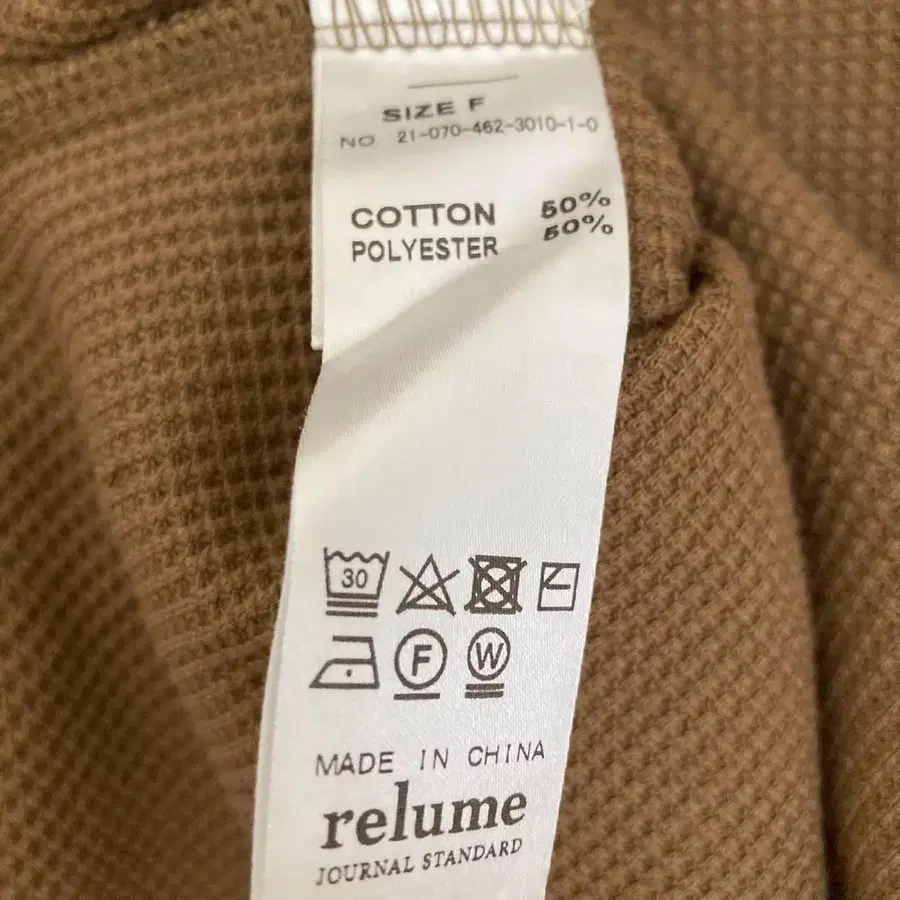 SIZE F
NO. 21-070-462-3010-1-0
COTTON 50%
POLYESTER 50%
30
F W
MADE IN CHINA
relume
JOURNAL STANDARD